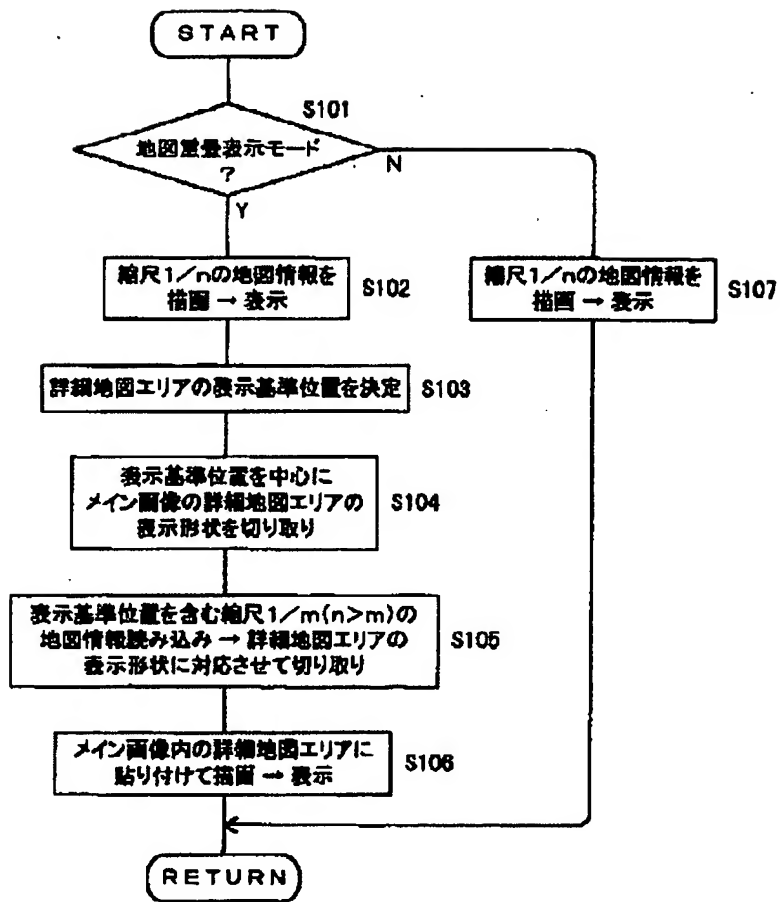 START
S101
地図重畳表示モード
?
N
Y
縮尺1/nの地図情報を
描画 → 表示
S102
縮尺1/nの地図情報を
描画 → 表示
S107
詳細地図エリアの表示基準位置を決定
S103
表示基準位置を中心に
メイン画像の詳細地図エリアの
表示形状を切り取り
S104
表示基準位置を含む縮尺1/m(n>m)の
地図情報読み込み → 詳細地図エリアの
表示形状に対応させて切り取り
S105
メイン画像内の詳細地図エリアに
貼り付けて描画 → 表示
S106
RETURN